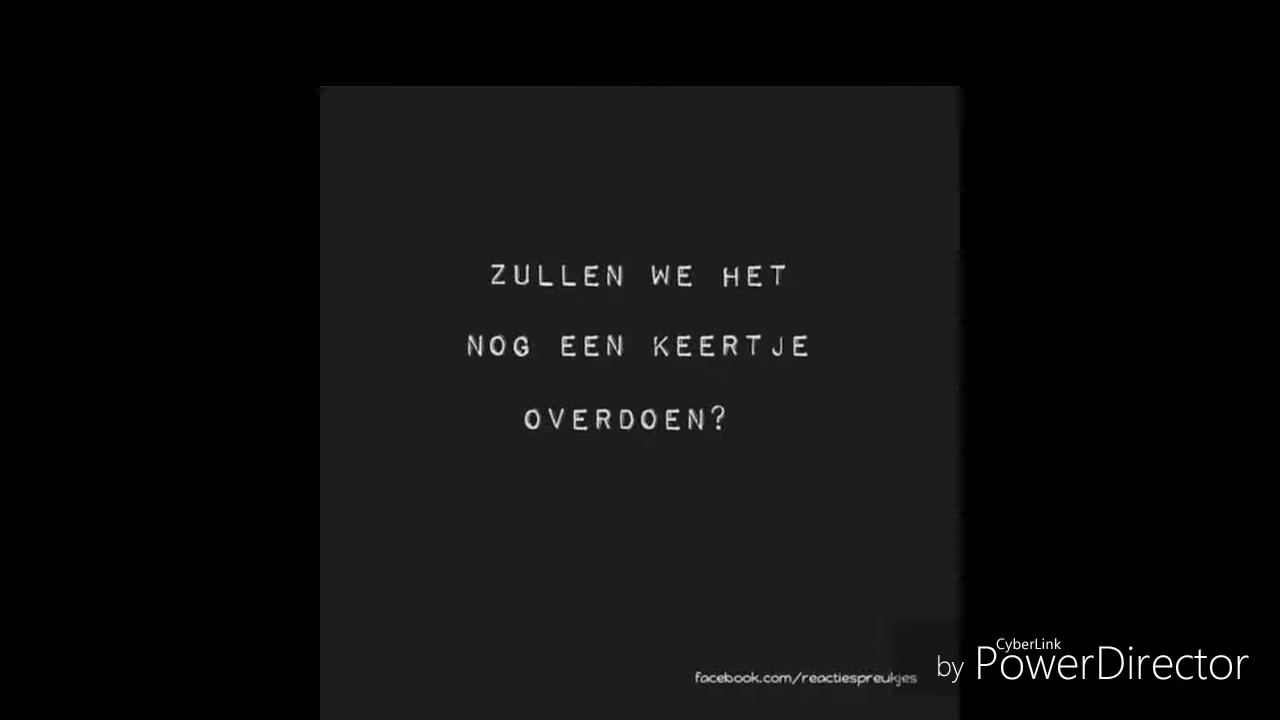 ZULLEN WE HET
NOG EEN KEERTJE
OVERDOEN?
facebook.com/reactiespreukjes
CyberLink
by PowerDirector